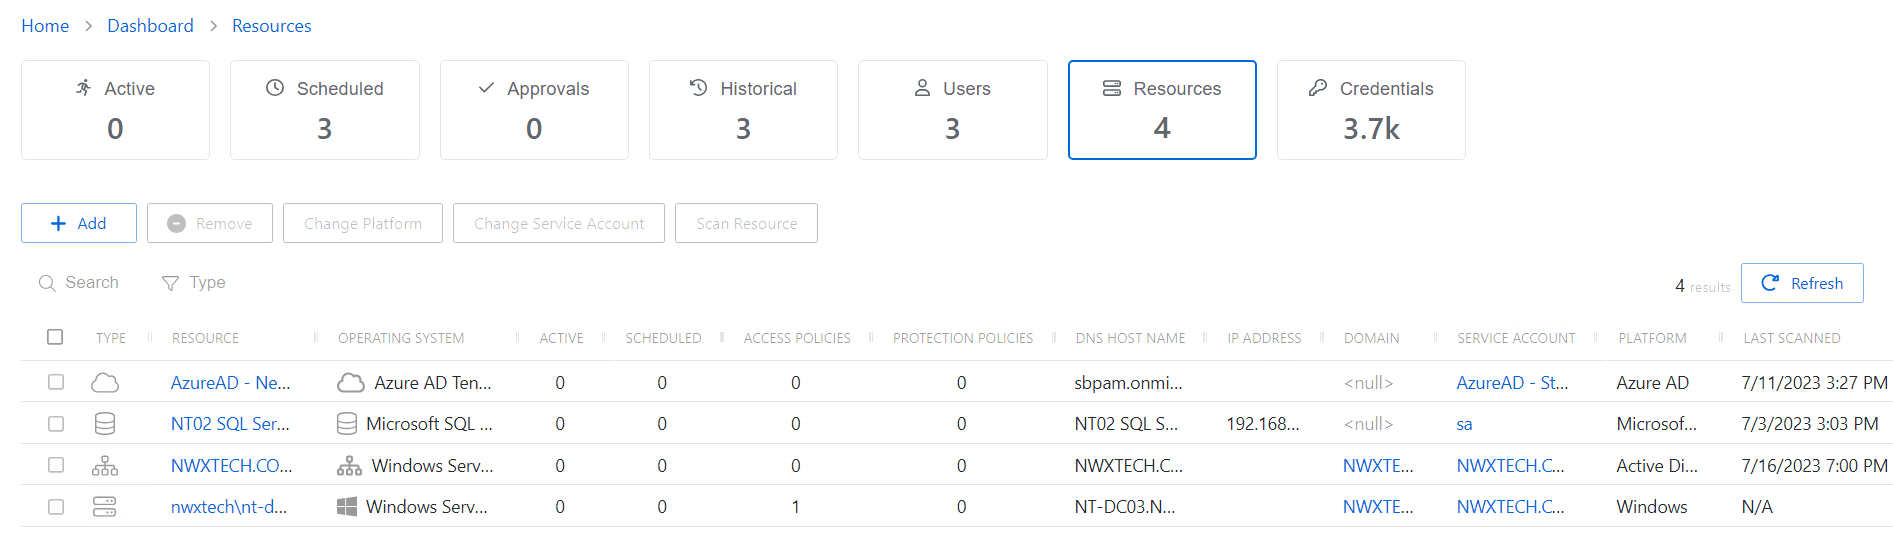 Home > Dashboard > Resources
Active Scheduled Approvals Historical Users Resources Credentials
0 3 0 3 3 4 3.7k
Add Remove Change Platform Change Service Account Scan Resource
Search Type 4 results Refresh
TYPE RESOURCE OPERATING SYSTEM ACTIVE SCHEDULED ACCESS POLICIES PROTECTION POLICIES DNS HOST NAME IP ADDRESS DOMAIN SERVICE ACCOUNT PLATFORM LAST SCANNED
AzureAD - Ne... Azure AD Ten... 0 0 0 0 sbpam.onmi... <null> AzureAD - St... Azure AD 7/11/2023 3:27 PM
NT02 SQL Ser... Microsoft SQL ... 0 0 0 0 NT02 SQL S... 192.168... <null> sa Microsof... 7/3/2023 3:03 PM
NWXTECH.CO... Windows Serv... 0 0 0 0 NWXTECH.C... NWXTE... NWXTECH.C... Active Di... 7/16/2023 7:00 PM
nwxtech\nt-d... Windows Serv... 0 0 1 0 NT-DC03.N... NWXTE... NWXTECH.C... Windows N/A